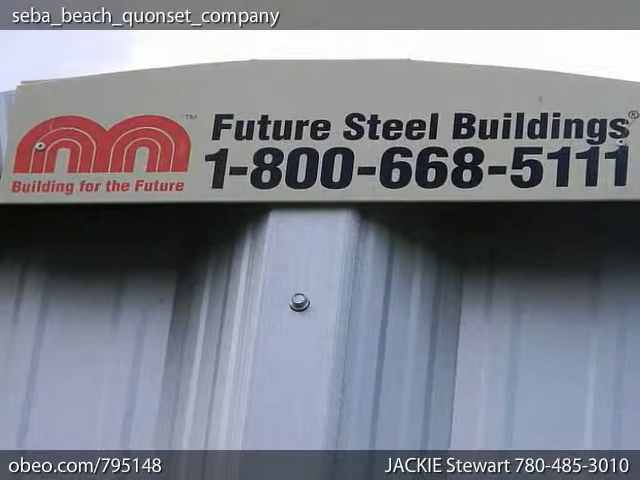 seba_beach_quonset_company
Future Steel Buildings®
™
1-800-668-5111
Building for the Future
obeo.com/795148
JACKIE Stewart 780-485-3010